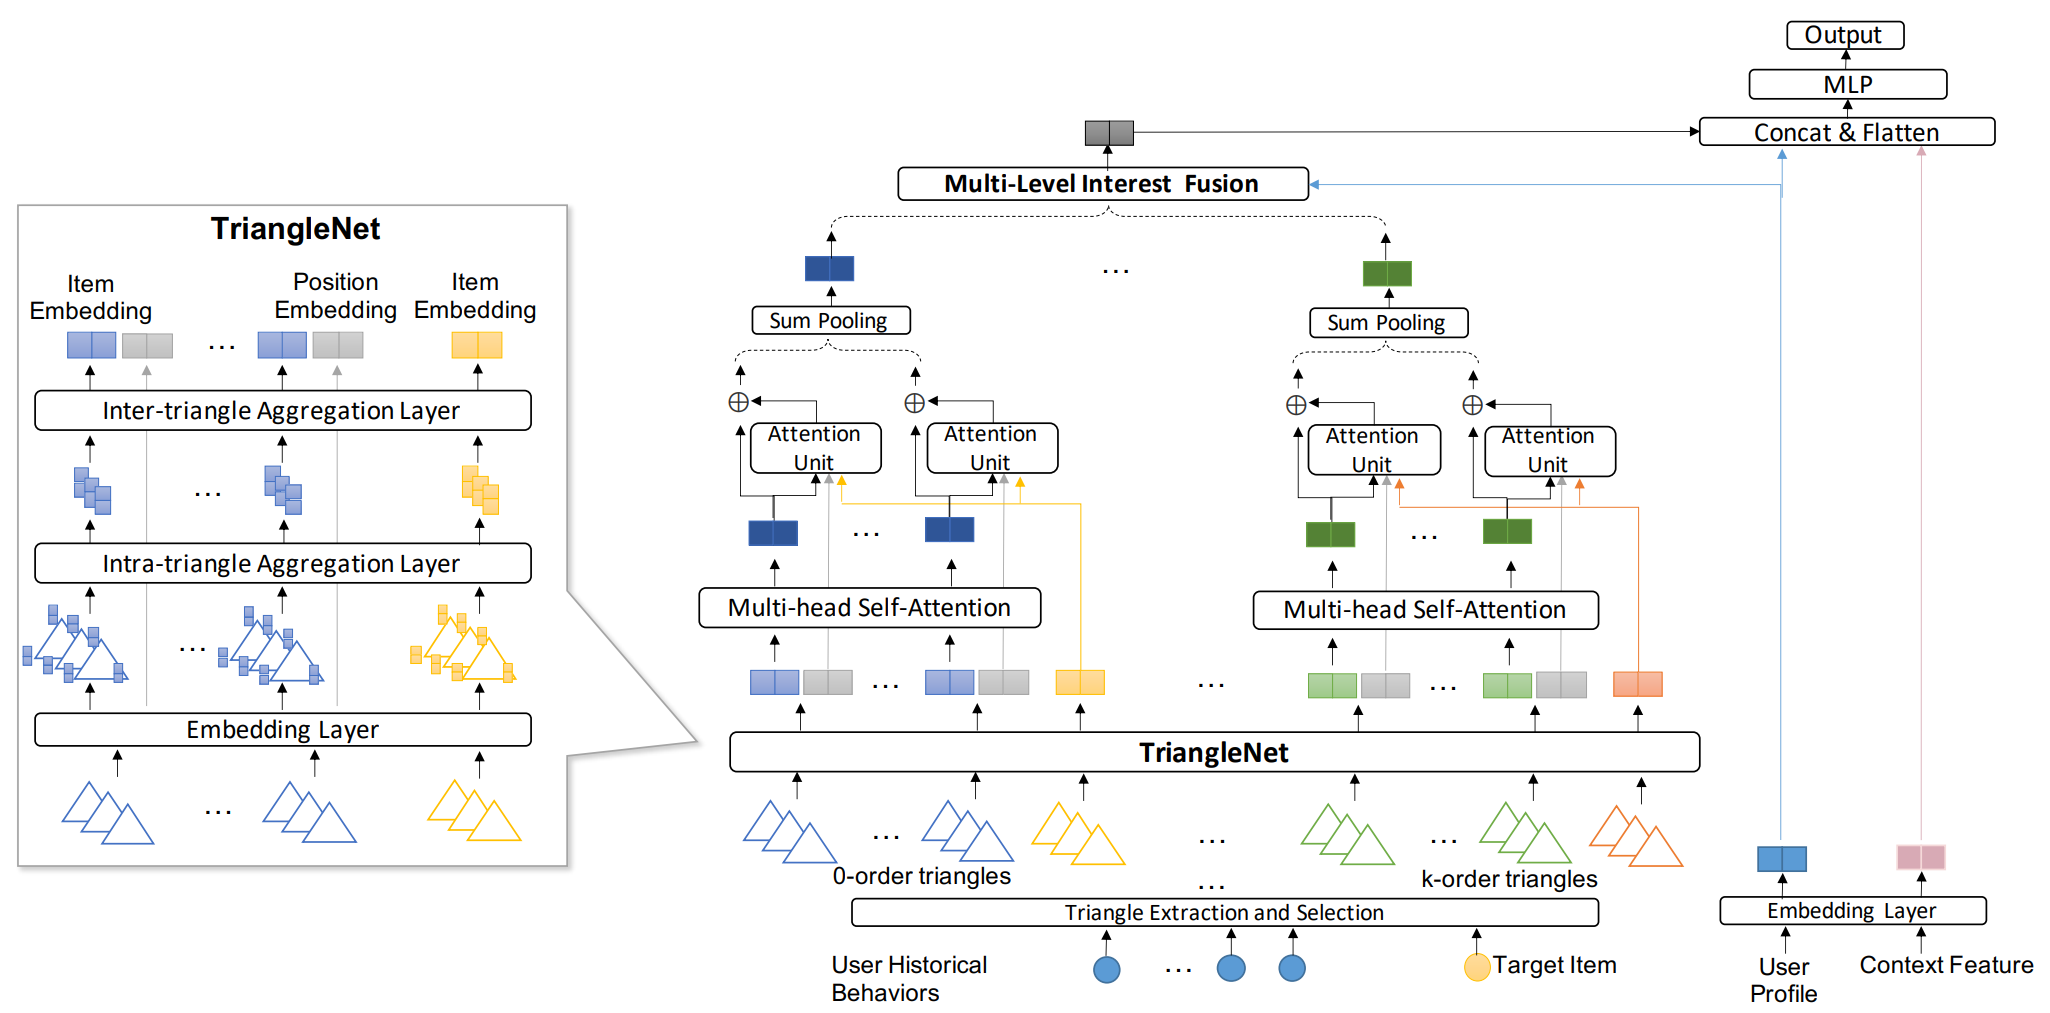 Output
MLP
Concat & Flatten
Multi-Level Interest Fusion
TriangleNet
Item
Embedding
Position
Embedding
Item
Embedding
...
Inter-triangle Aggregation Layer
...
Intra-triangle Aggregation Layer
...
Embedding Layer
...
...
Sum Pooling
Sum Pooling
Attention
Unit
Attention
Unit
Attention
Unit
Attention
Unit
...
...
Multi-head Self-Attention
Multi-head Self-Attention
...
...
...
TriangleNet
...
...
...
0-order triangles
...
k-order triangles
Triangle Extraction and Selection
Embedding Layer
User Historical
Behaviors
...
Target Item
User
Profile
Context Feature